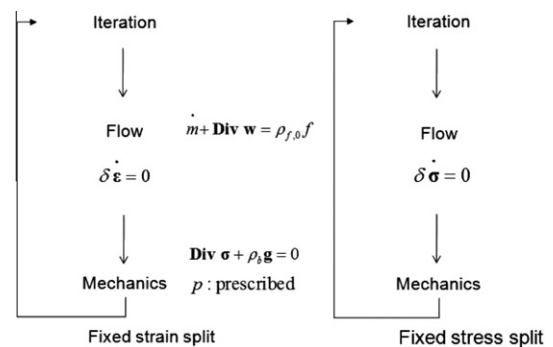 Iteration
Flow
δε̇ = 0
Mechanics
Fixed strain split
ṁ + Div w = ρf,0 f
Div σ + ρb g = 0
p : prescribed
Iteration
Flow
δσ̇ = 0
Mechanics
Fixed stress split